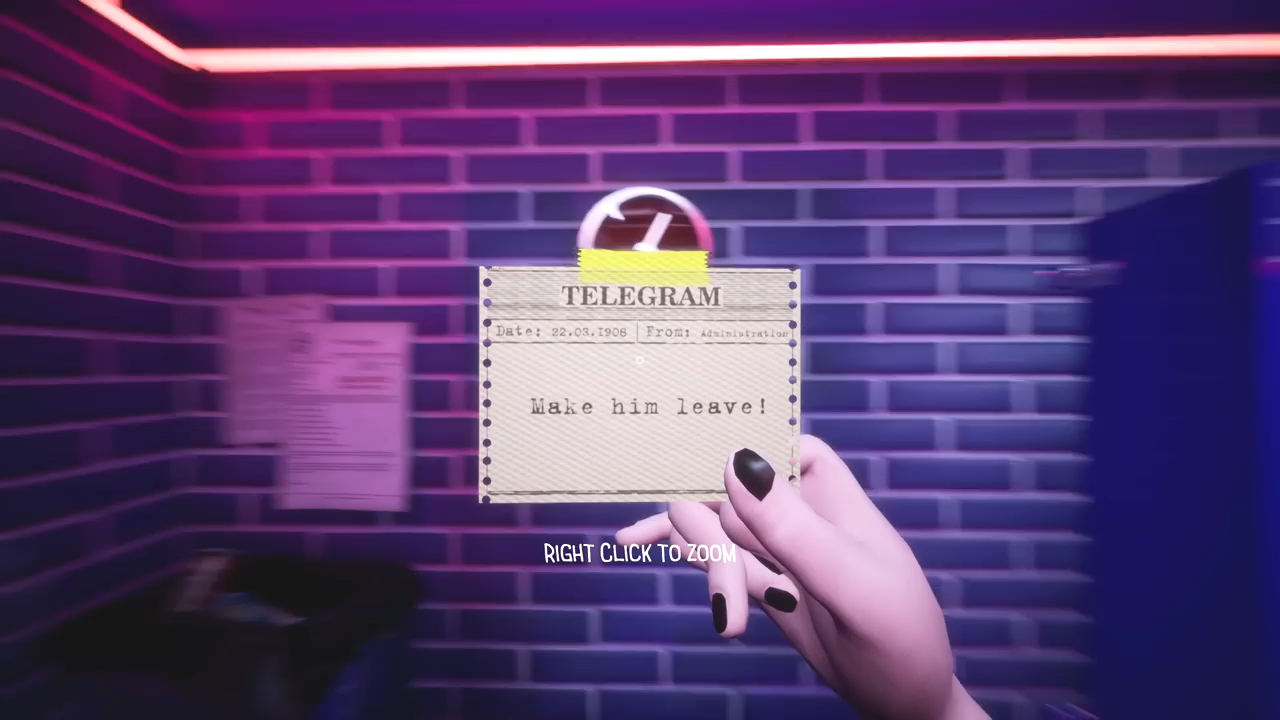 TELEGRAM
Date: 22.03.1908 From: Administration
Make him leave!
RIGHT CLICK TO ZOOM